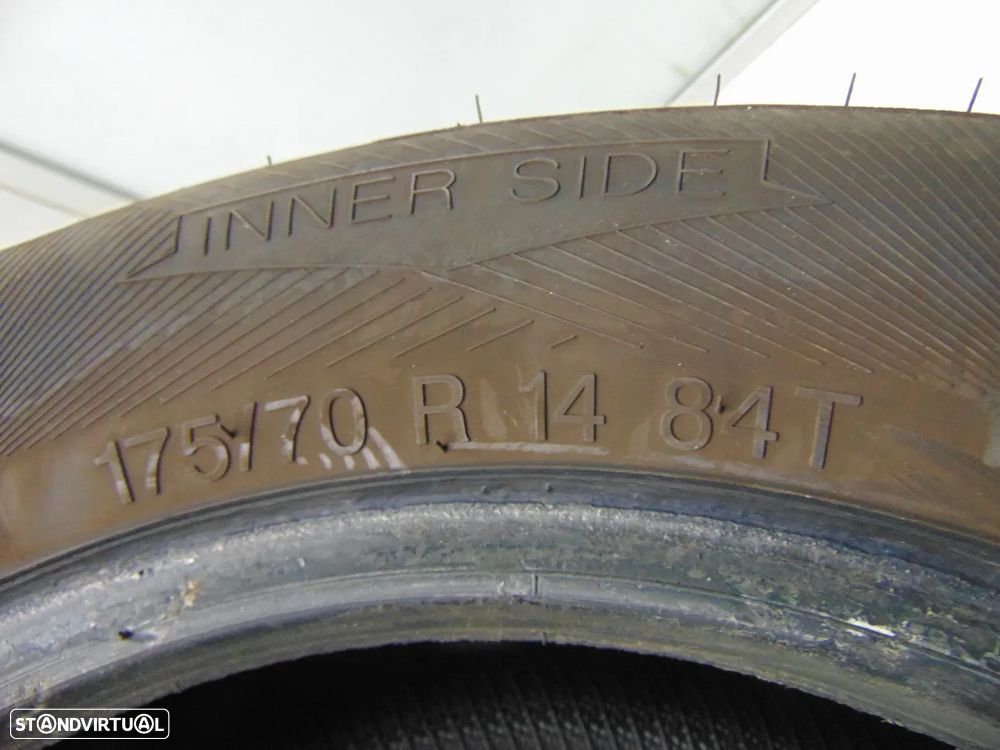 INNER SIDE
175/70 R 14 84T
STANDVIRTUAL